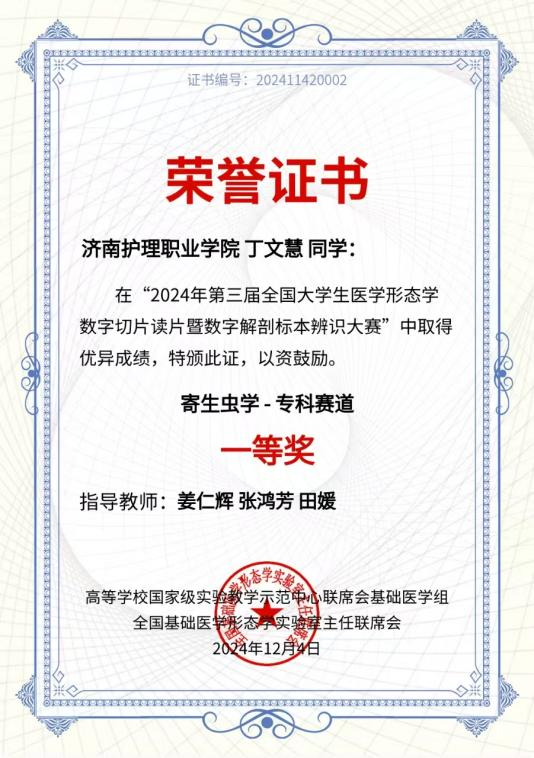 证书编号：202411420002
荣誉证书
济南护理职业学院 丁文慧 同学：
在“2024年第三届全国大学生医学形态学
数字切片读片暨数字解剖标本辨识大赛”中取得
优异成绩，特颁此证，以资鼓励。
寄生虫学 - 专科赛道
一等奖
指导教师：姜仁辉 张鸿芳 田媛
高等学校国家级实验教学示范中心联席会基础医学组
全国基础医学形态学实验室主任联席会
2024年12月4日